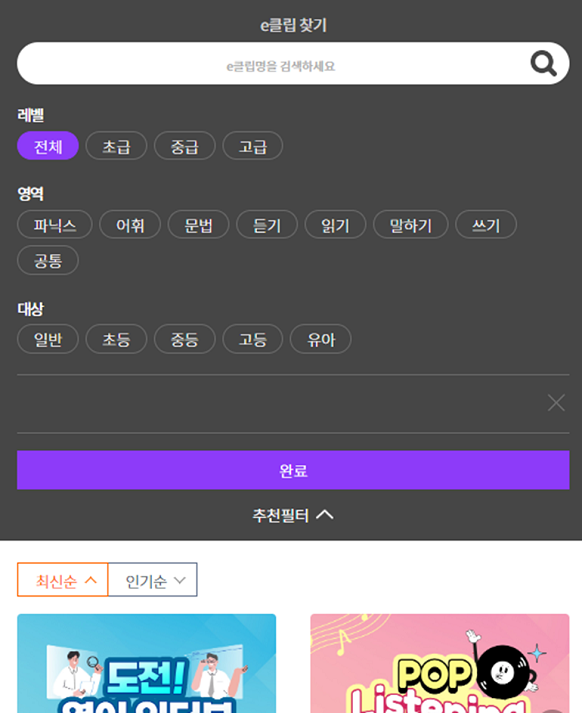 e클립 찾기
e클립명을 검색하세요
레벨
전체 초급 중급 고급
영역
파닉스 어휘 문법 듣기 읽기 말하기 쓰기
공통
대상
일반 초등 중등 고등 유아
완료
추천필터
최신순 인기순
도전!
POP
Listening